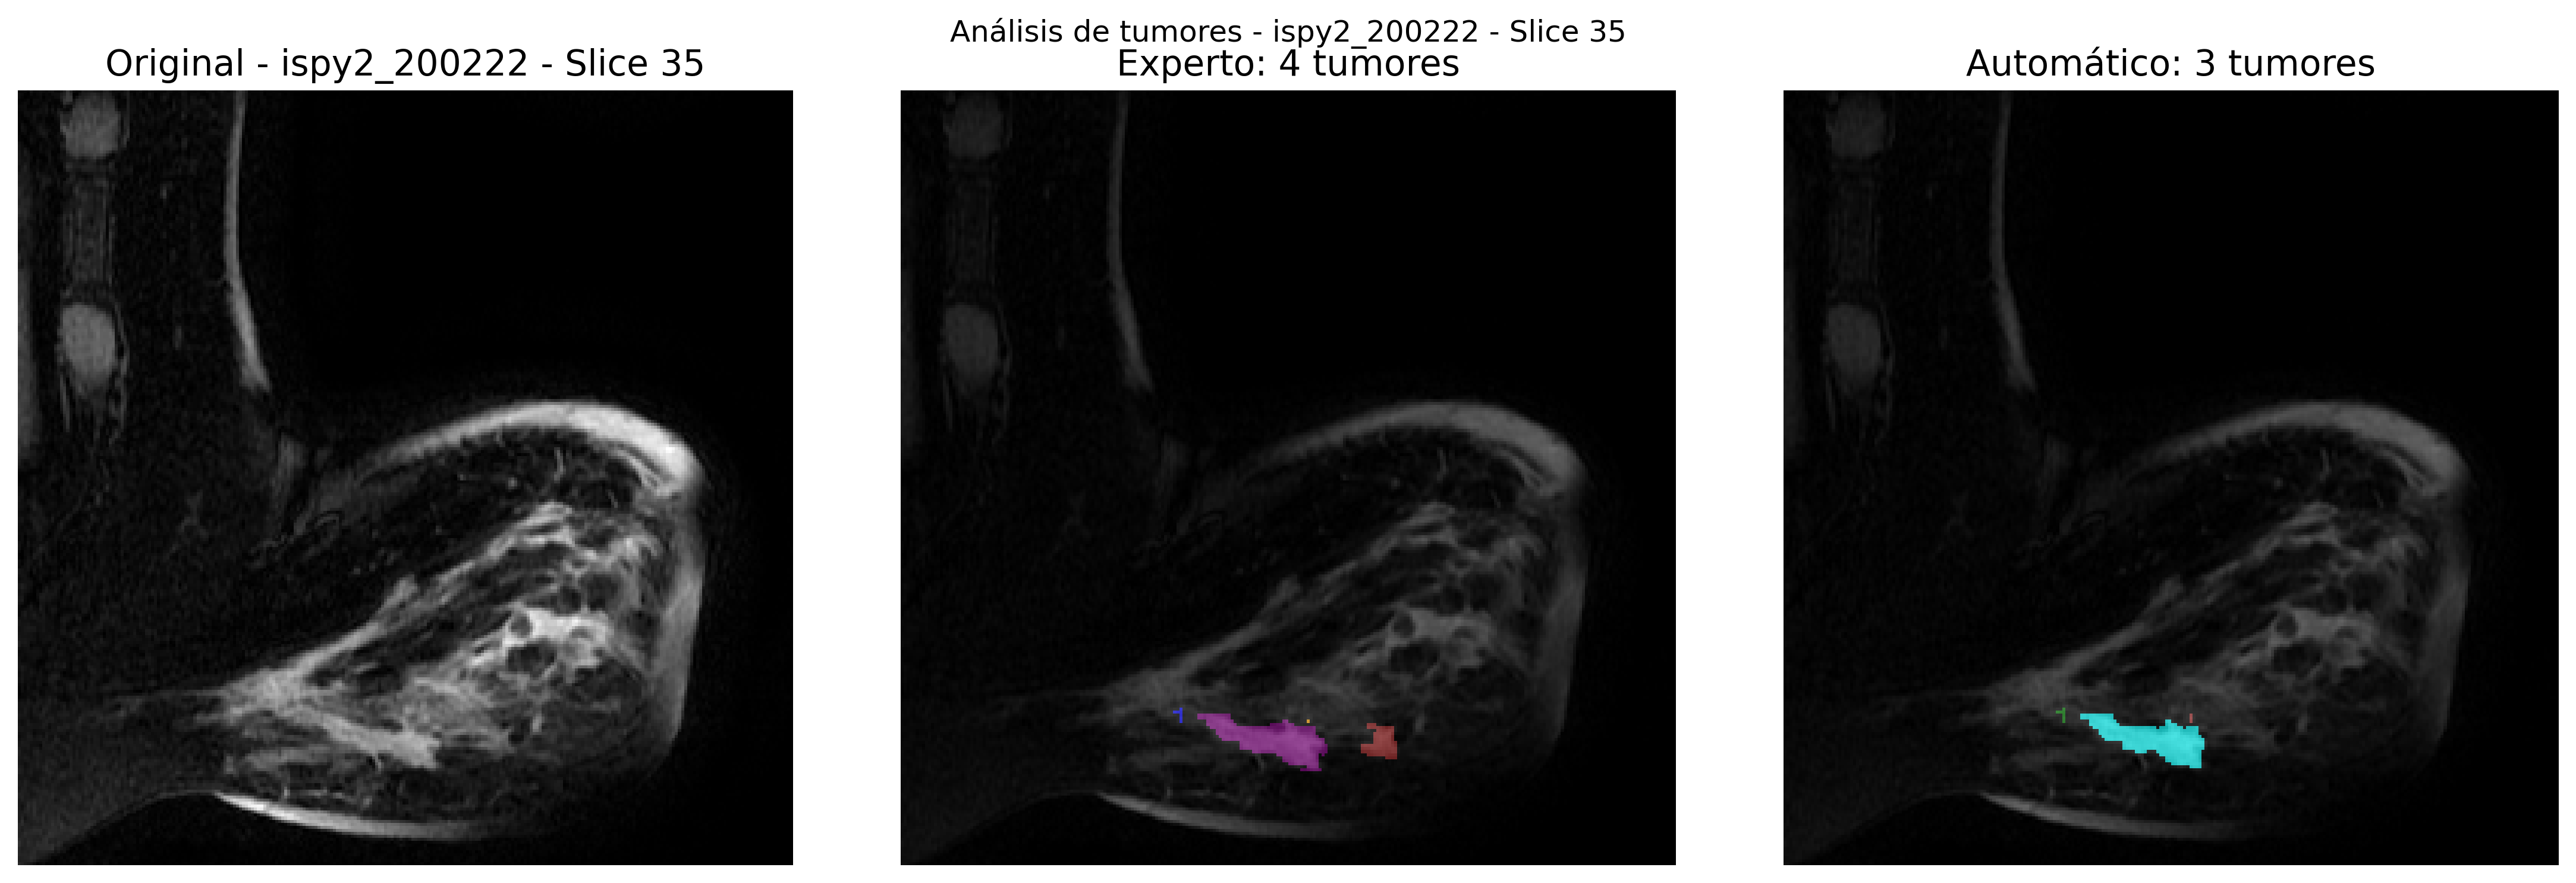 Análisis de tumores - ispy2_200222 - Slice 35
Original - ispy2_200222 - Slice 35
Experto: 4 tumores
Automático: 3 tumores